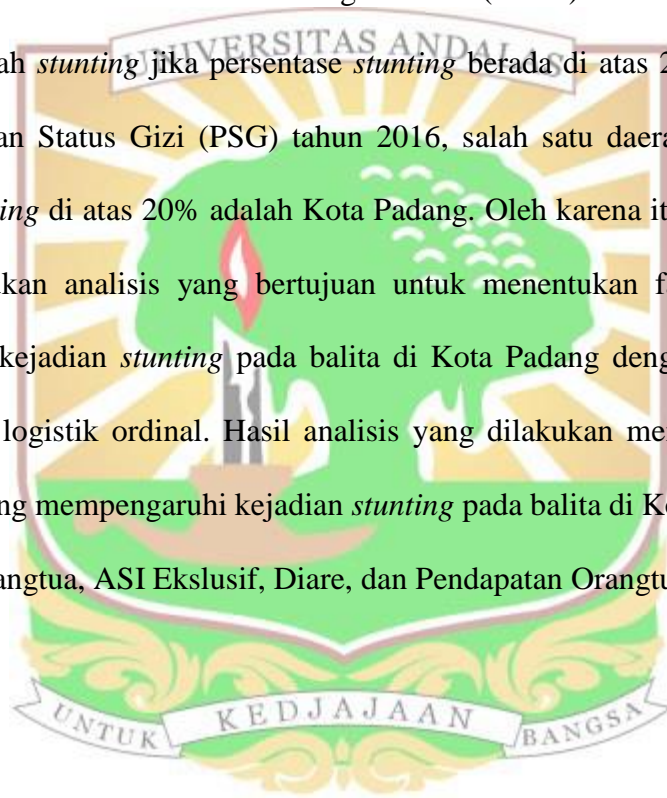 UNIVERSITAS ANDALAS
ah stunting jika persentase stunting berada di atas 2
an Status Gizi (PSG) tahun 2016, salah satu daera
ing di atas 20% adalah Kota Padang. Oleh karena it
kan analisis yang bertujuan untuk menentukan f
kejadian stunting pada balita di Kota Padang deng
logistik ordinal. Hasil analisis yang dilakukan me
ng mempengaruhi kejadian stunting pada balita di Ko
angtua, ASI Ekslusif, Diare, dan Pendapatan Orangtu
UNTUK KEDJAJAAN BANGSA